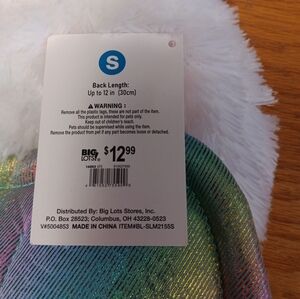 S
Back Length:
Up to 12 in (30cm)
⚠ WARNING :
Remove all the plastic tags, these are not part of the item.
This product is intended for pets only.
Keep out of children's reach.
Pets should be supervised while using the item.
Remove the product from pet if any part becomes loose or detached.
BIG LOTS! $12.99
Distributed By: Big Lots Stores, Inc.
P.O. Box 28523; Columbus, OH 43228-0523
V#5004853 MADE IN CHINA ITEM#BL-SLM2155S